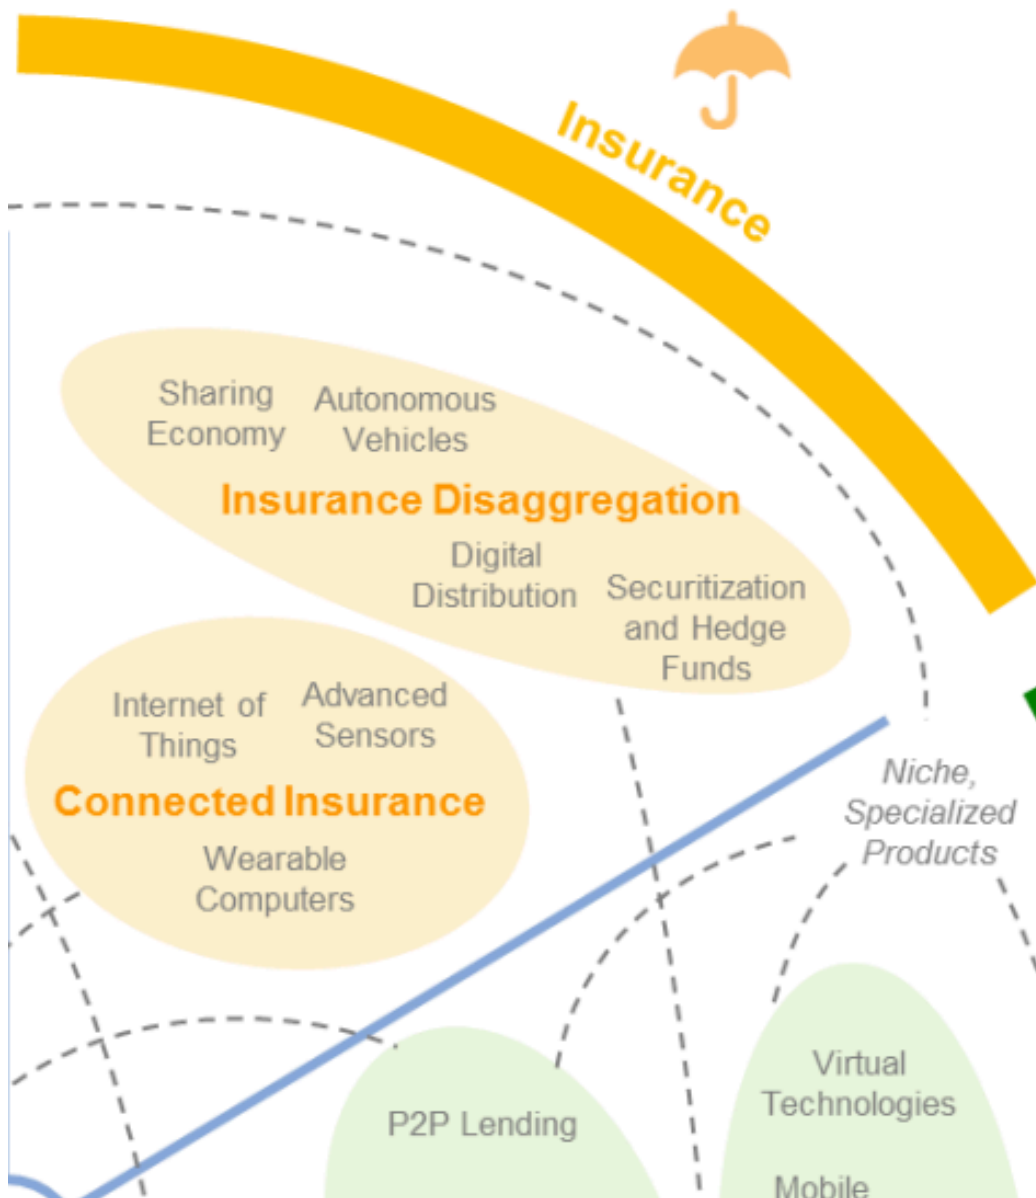 Insurance
Sharing
Economy
Autonomous
Vehicles
Insurance Disaggregation
Digital
Distribution
Securitization
and Hedge
Funds
Internet of
Things
Advanced
Sensors
Connected Insurance
Wearable
Computers
Niche,
Specialized
Products
P2P Lending
Virtual
Technologies
Mobile